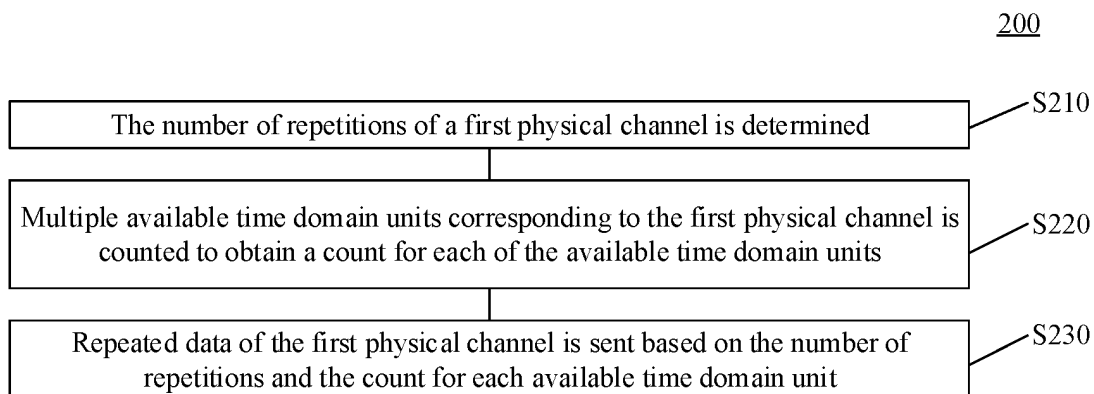 200
The number of repetitions of a first physical channel is determined
S210
Multiple available time domain units corresponding to the first physical channel is
counted to obtain a count for each of the available time domain units
S220
Repeated data of the first physical channel is sent based on the number of
repetitions and the count for each available time domain unit
S230